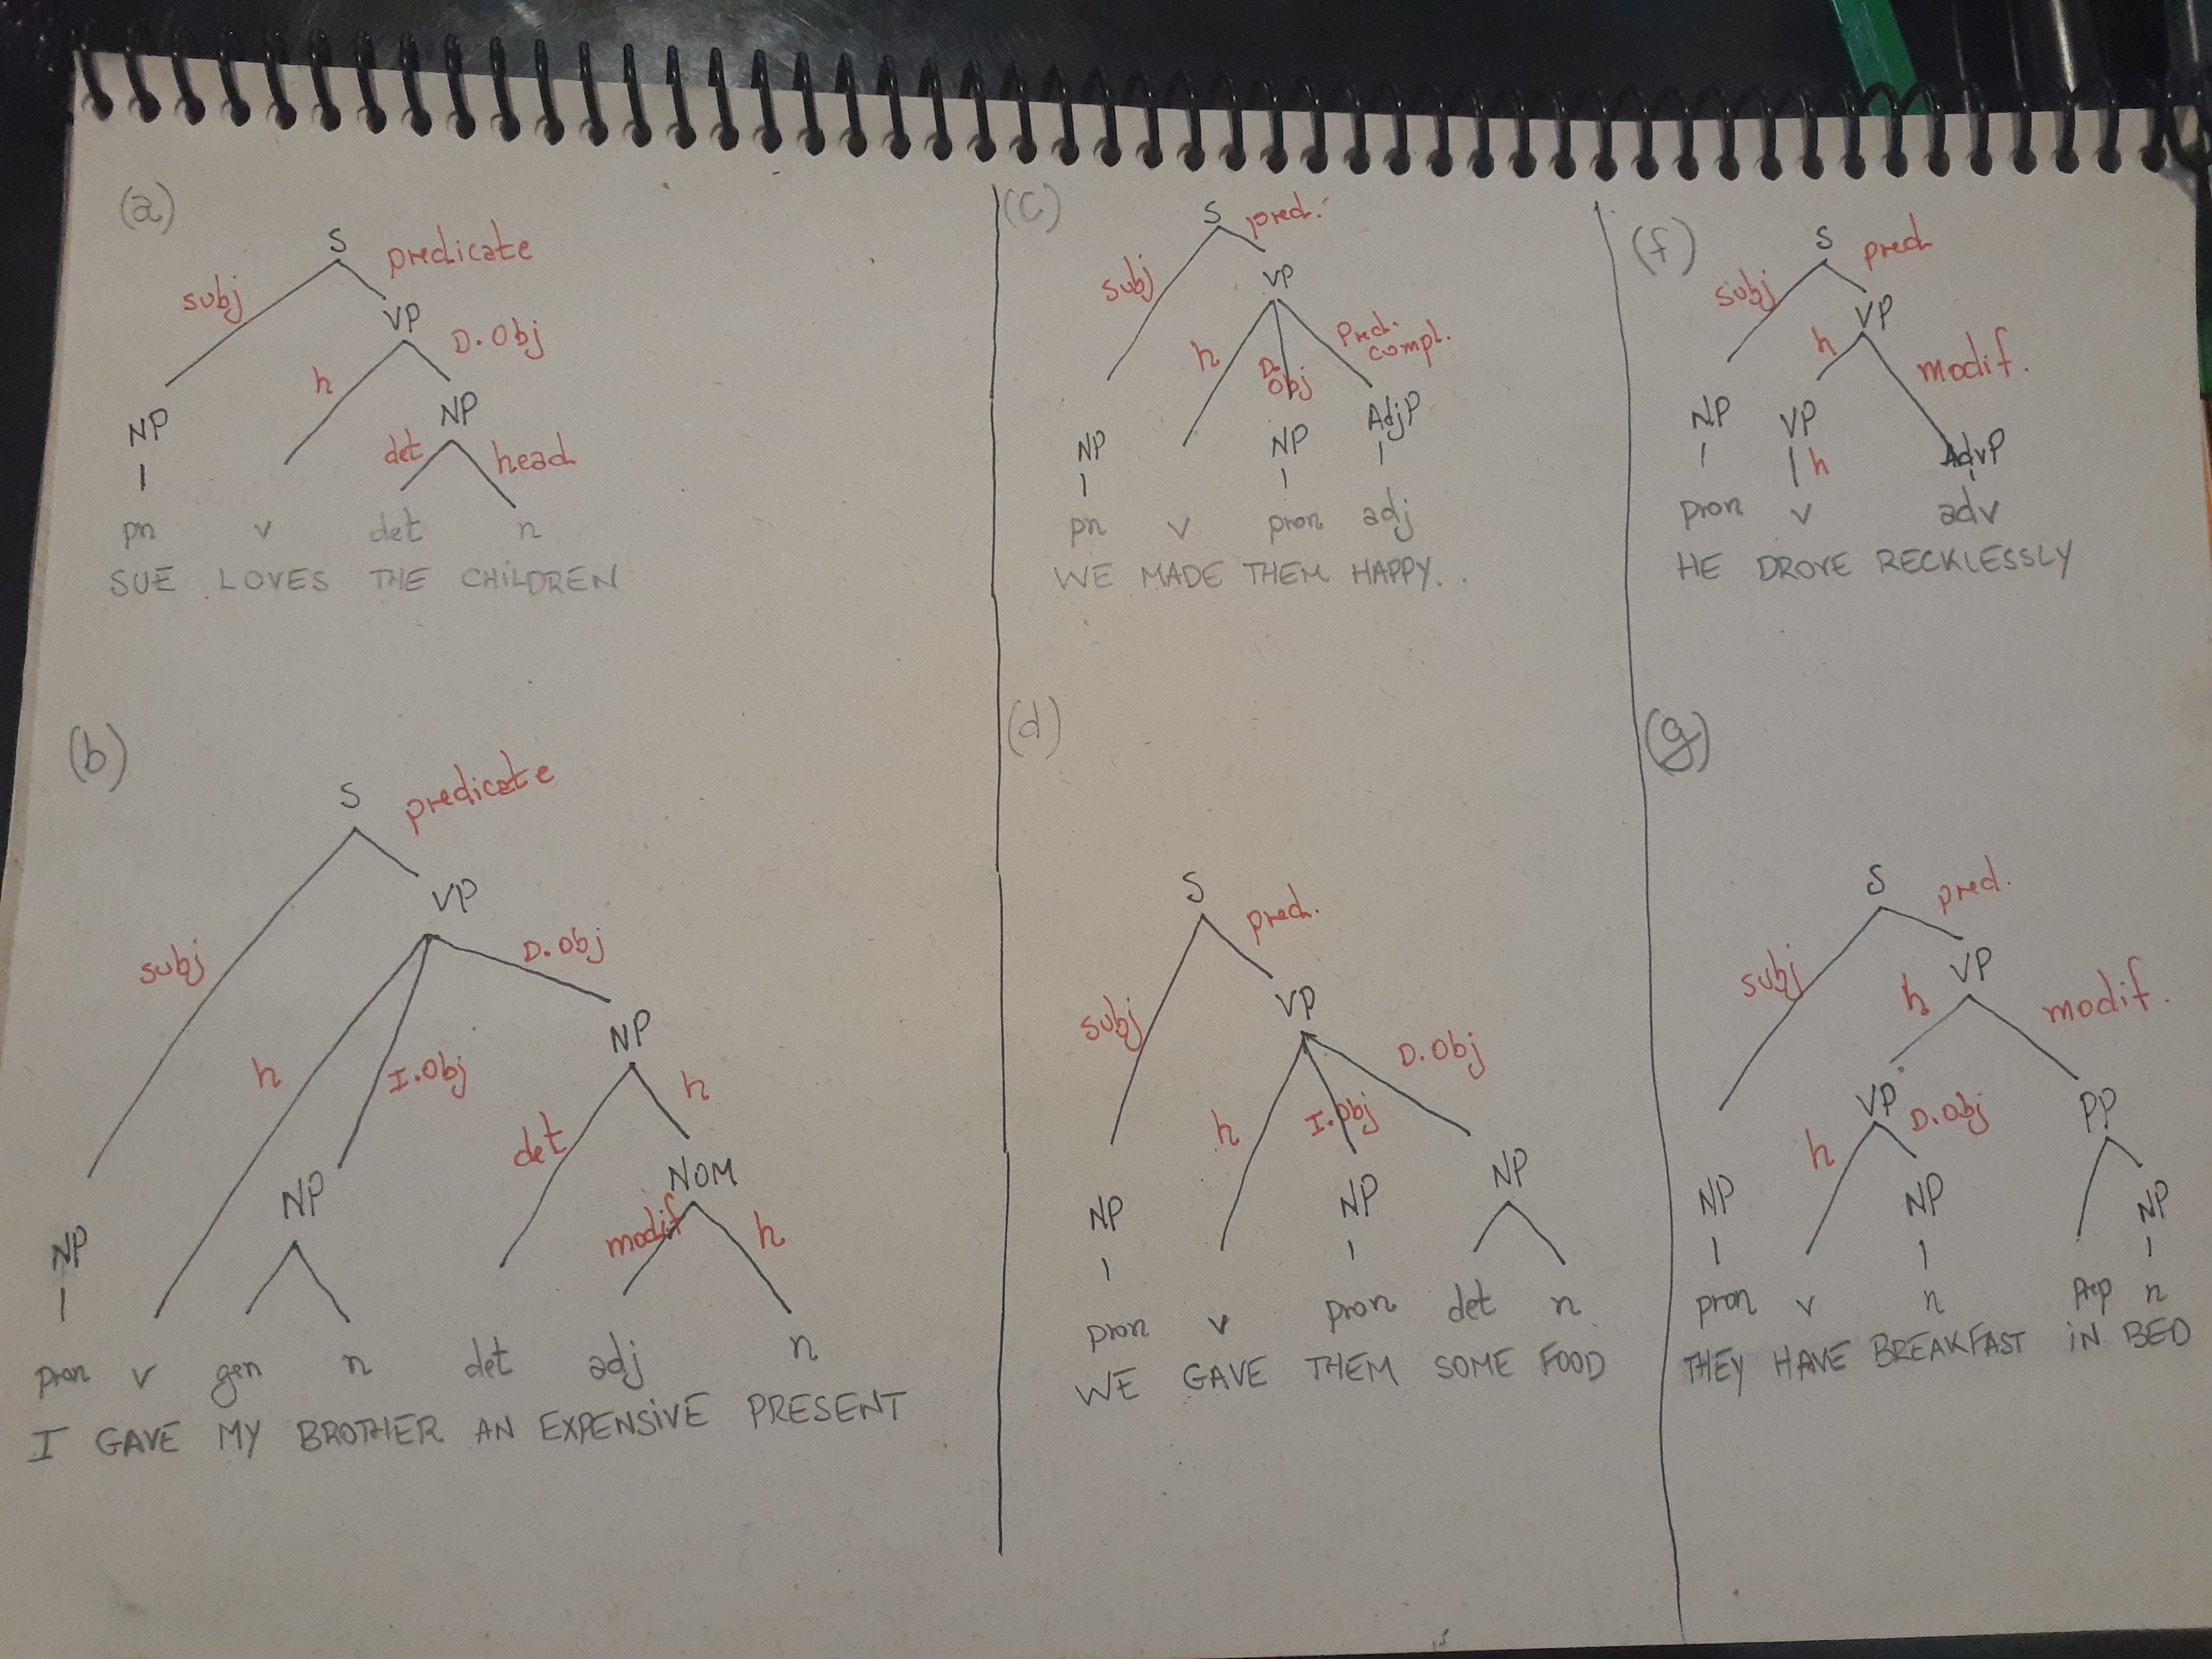 (a)
S
subj predicate
VP
h D.Obj
NP NP
det head
pn v det n
SUE LOVES THE CHILDREN
(b)
S
subj predicate
VP
h I.Obj D.Obj
NP
det h
NP NP NOM
modif h
pron v gen n det adj n
I GAVE MY BROTHER AN EXPENSIVE PRESENT
(c)
S
subj pred.
VP
h D. Obj Pred. compl.
NP NP AdjP
pn v pron adj
WE MADE THEM HAPPY.
(d)
S
subj pred.
VP
h I.Obj D.Obj
NP NP NP
pron v pron det n
WE GAVE THEM SOME FOOD
(f)
S
subj pred
VP
h modif.
NP VP AdvP
h
pron v adv
HE DROVE RECKLESSLY
(g)
S
subj pred.
VP
h modif.
VP PP
h D.Obj
NP NP NP
pron v n prep n
THEY HAVE BREAKFAST IN BED